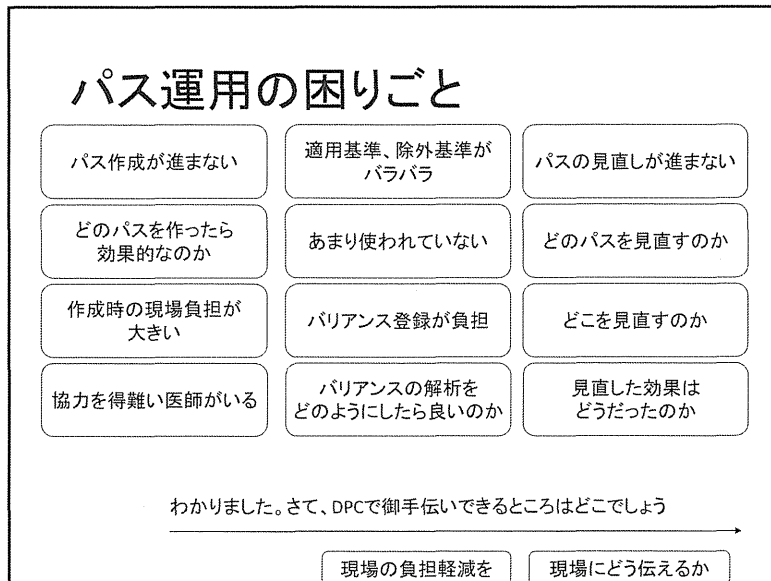 パス運用の困りごと
パス作成が進まない
適用基準、除外基準が
バラバラ
パスの見直しが進まない
どのパスを作ったら
効果的なのか
あまり使われていない
どのパスを見直すのか
作成時の現場負担が
大きい
バリアンス登録が負担
どこを見直すのか
協力を得難い医師がいる
バリアンスの解析を
どのようにしたら良いのか
見直した効果は
どうだったのか
わかりました。さて、DPCで御手伝いできるところはどこでしょう
現場の負担軽減を
現場にどう伝えるか